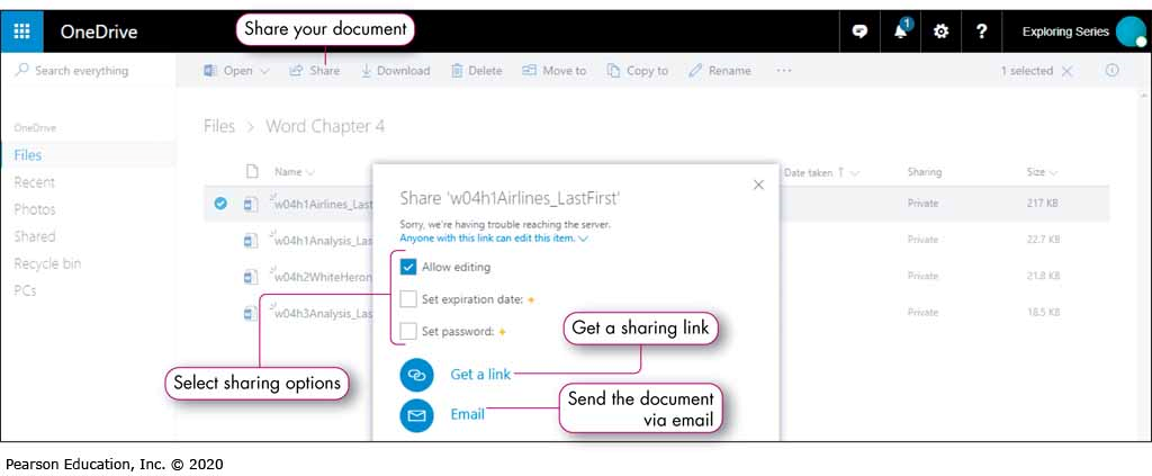 OneDrive
Share your document
1
?
Exploring Series
Search everything
Open
Share
Download
Delete
Move to
Copy to
Rename
...
1 selected
OneDrive
Files
Recent
Photos
Shared
Recycle bin
PCs
Files > Word Chapter 4
Name
Date taken ↑
Sharing
Size
w04h1Airlines_Last
Private
217 KB
w04h1Analysis_Las
Private
22.7 KB
w04h2WhiteHeron
Private
21.8 KB
w04h3Analysis_Las
Private
18.5 KB
Share 'w04h1Airlines_LastFirst'
Sorry, we're having trouble reaching the server.
Anyone with this link can edit this item.
Allow editing
Set expiration date:
Set password:
Get a link
Email
Select sharing options
Get a sharing link
Send the document
via email
Pearson Education, Inc. © 2020